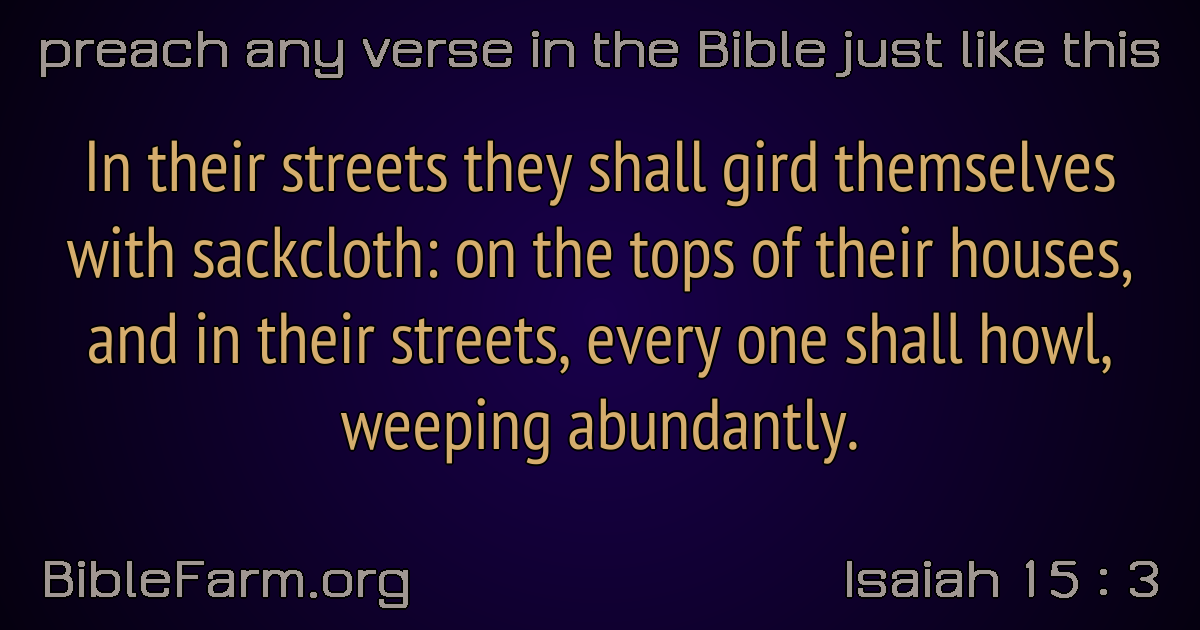 preach any verse in the Bible just like this
In their streets they shall gird themselves
with sackcloth: on the tops of their houses,
and in their streets, every one shall howl,
weeping abundantly.
BibleFarm.org
Isaiah 15 : 3